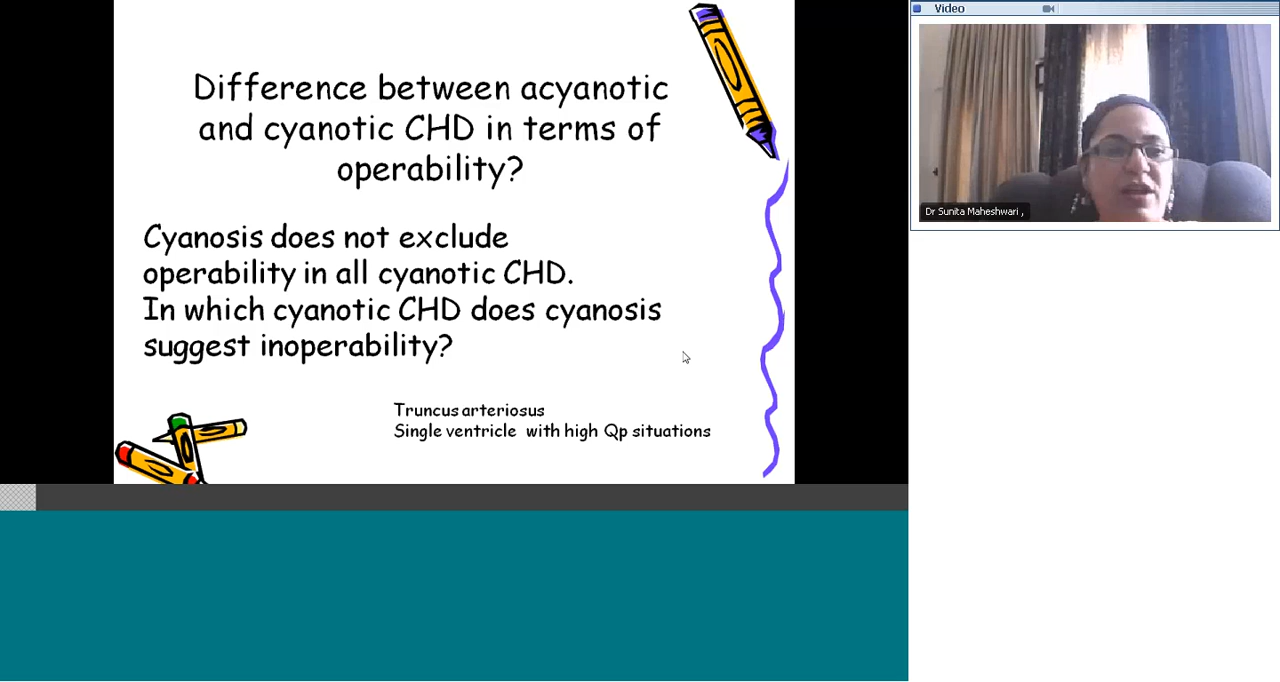 Difference between acyanotic
and cyanotic CHD in terms of
operability?
Cyanosis does not exclude
operability in all cyanotic CHD.
In which cyanotic CHD does cyanosis
suggest inoperability?
Truncus arteriosus
Single ventricle with high Qp situations
Video
Dr Sunita Maheshwari ,